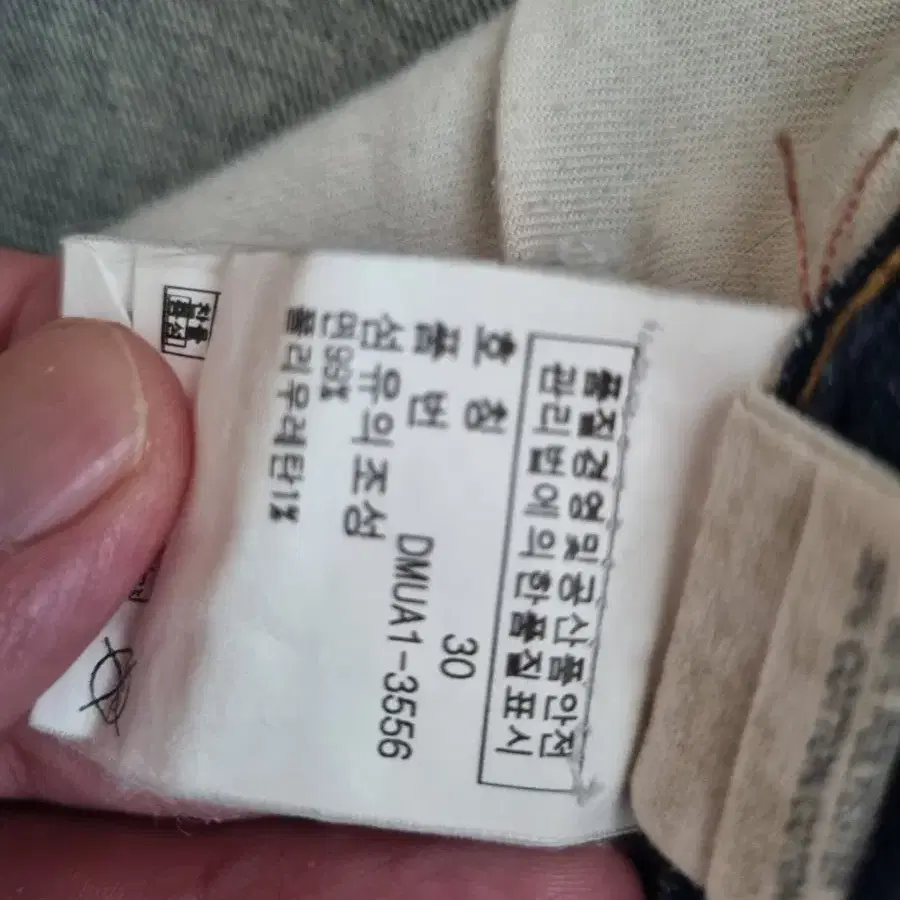 품질경영 및 공산품안전
관리법에 의한 품질표시
호 칭 30
품 번 DMUA1-3556
섬유의 조성
면 99%
폴리우레탄1%